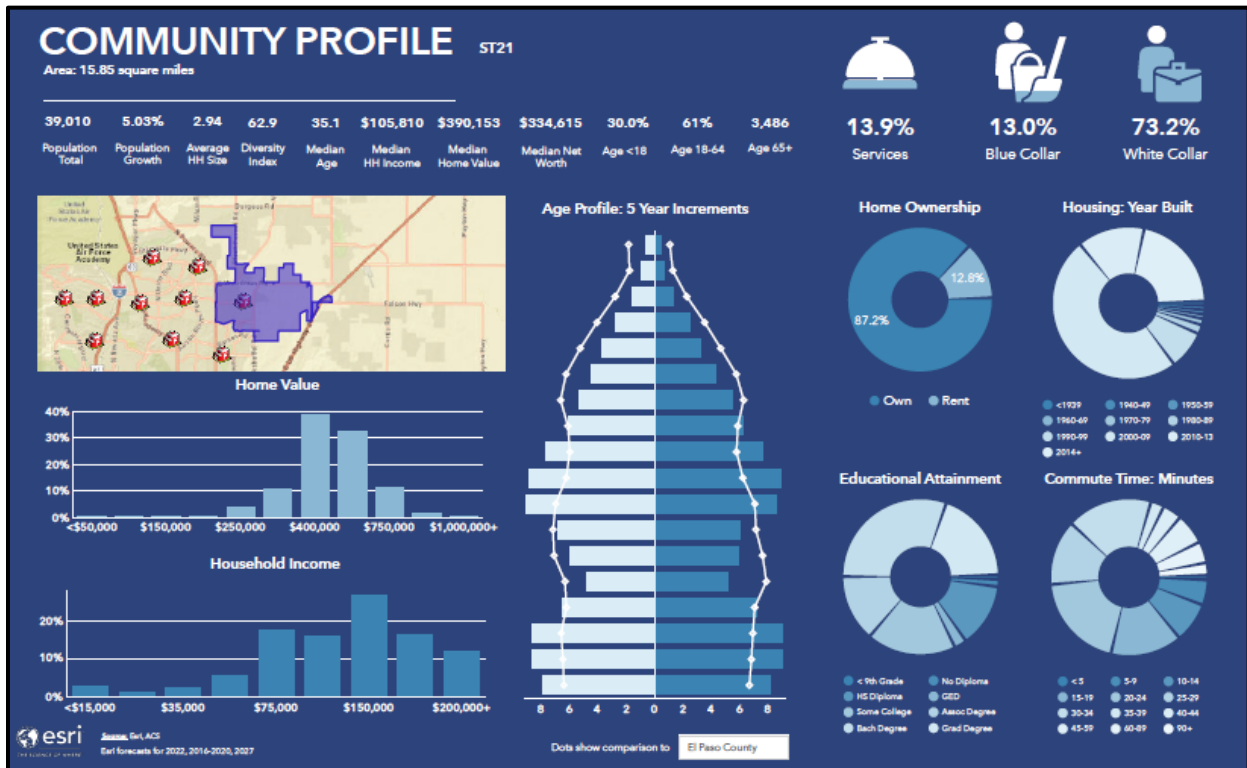 COMMUNITY PROFILE ST21
Area: 15.85 square miles
39,010 5.03% 2.94 62.9 35.1 $105,810 $390,153 $334,615 30.0% 61% 3,486
Population Total
Population Growth
Average HH Size
Diversity Index
Median Age
Median HH Income
Median Home Value
Median Net Worth
Age <18
Age 18-64
Age 65+
13.9% 13.0% 73.2%
Services Blue Collar White Collar
United States Air Force Academy
United States Air Force Academy
Home Value
40%
30%
20%
10%
0%
<$50,000 $150,000 $250,000 $400,000 $750,000 $1,000,000+
Household Income
20%
10%
0%
<$15,000 $35,000 $75,000 $150,000 $200,000+
Age Profile: 5 Year Increments
8 6 4 2 0 2 4 6 8
Dots show comparison to El Paso County
Home Ownership
12.8%
87.2%
Own Rent
Housing: Year Built
<1939 1940-49 1950-59
1960-69 1970-79 1980-89
1990-99 2000-09 2010-13
2014+
Educational Attainment
< 9th Grade No Diploma
HS Diploma GED
Some College Assoc Degree
Bach Degree Grad Degree
Commute Time: Minutes
< 5 5-9 10-14
15-19 20-24 25-29
30-34 35-39 40-44
45-59 60-89 90+
esri
THE SCIENCE OF WHERE
Source: Esri, ACS
Esri forecasts for 2022, 2016-2020, 2027